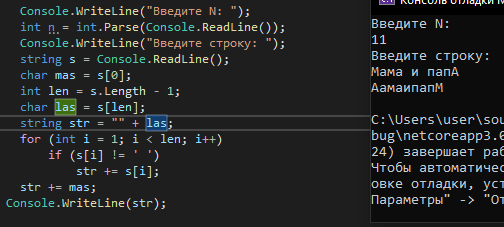 Console.WriteLine("Введите N: ");
int n = int.Parse(Console.ReadLine());
Console.WriteLine("Введите строку: ");
string s = Console.ReadLine();
char mas = s[0];
int len = s.Length - 1;
char las = s[len];
string str = "" + las;
for (int i = 1; i < len; i++)
if (s[i] != ' ')
str += s[i];
str += mas;
Console.WriteLine(str);
Консоль отладки M
Введите N:
11
Введите строку:
Мама и папА
АамаипапМ
C:\Users\user\sou
bug\netcoreapp3.0
24) завершает раб
Чтобы автоматичес
овке отладки, уст
Параметры" -> "От